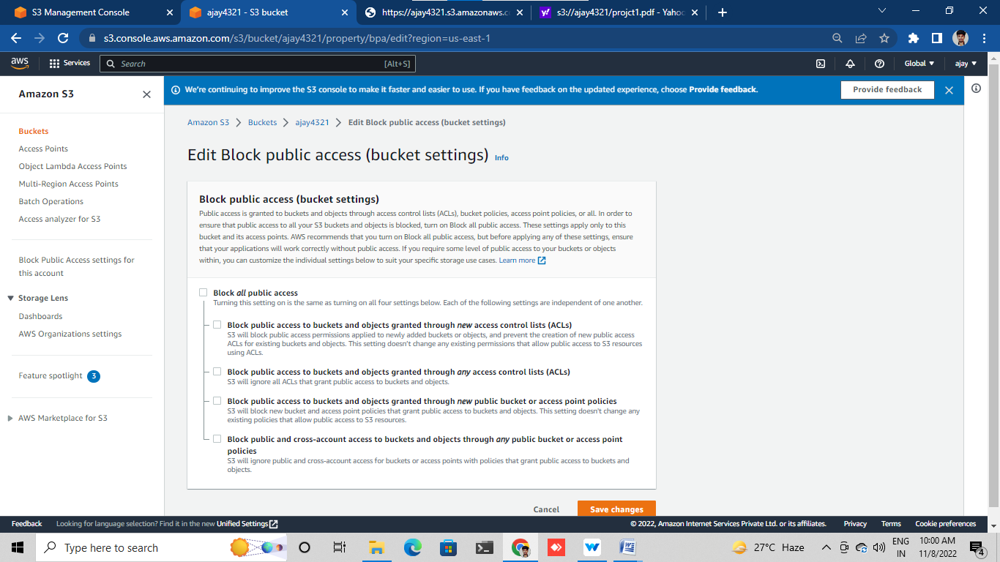 S3 Management Console
ajay4321 - S3 bucket
https://ajay4321.s3.amazonaws.c
s3://ajay4321/projct1.pdf - Yahoo
s3.console.aws.amazon.com/s3/bucket/ajay4321/property/bpa/edit?region=us-east-1
aws
Services
Search
[Alt+S]
Global
ajay
Amazon S3
We're continuing to improve the S3 console to make it faster and easier to use. If you have feedback on the updated experience, choose Provide feedback.
Provide feedback
Buckets
Access Points
Object Lambda Access Points
Multi-Region Access Points
Batch Operations
Access analyzer for S3
Block Public Access settings for
this account
Storage Lens
Dashboards
AWS Organizations settings
Feature spotlight 3
AWS Marketplace for S3
Amazon S3 > Buckets > ajay4321 > Edit Block public access (bucket settings)
Edit Block public access (bucket settings) Info
Block public access (bucket settings)
Public access is granted to buckets and objects through access control lists (ACLs), bucket policies, access point policies, or all. In order to
ensure that public access to all your S3 buckets and objects is blocked, turn on Block all public access. These settings apply only to this
bucket and its access points. AWS recommends that you turn on Block all public access, but before applying any of these settings, ensure
that your applications will work correctly without public access. If you require some level of public access to your buckets or objects
within, you can customize the individual settings below to suit your specific storage use cases. Learn more
Block all public access
Turning this setting on is the same as turning on all four settings below. Each of the following settings are independent of one another.
Block public access to buckets and objects granted through new access control lists (ACLs)
S3 will block public access permissions applied to newly added buckets or objects, and prevent the creation of new public access
ACLs for existing buckets and objects. This setting doesn't change any existing permissions that allow public access to S3 resources
using ACLs.
Block public access to buckets and objects granted through any access control lists (ACLs)
S3 will ignore all ACLs that grant public access to buckets and objects.
Block public access to buckets and objects granted through new public bucket or access point policies
S3 will block new bucket and access point policies that grant public access to buckets and objects. This setting doesn't change any
existing policies that allow public access to S3 resources.
Block public and cross-account access to buckets and objects through any public bucket or access point
policies
S3 will ignore public and cross-account access for buckets or access points with policies that grant public access to buckets and
objects.
Cancel
Save changes
Feedback
Looking for language selection? Find it in the new Unified Settings
© 2022, Amazon Internet Services Private Ltd. or its affiliates.
Privacy
Terms
Cookie preferences
Type here to search
27°C Haze
ENG
IN
10:00 AM
11/8/2022
4